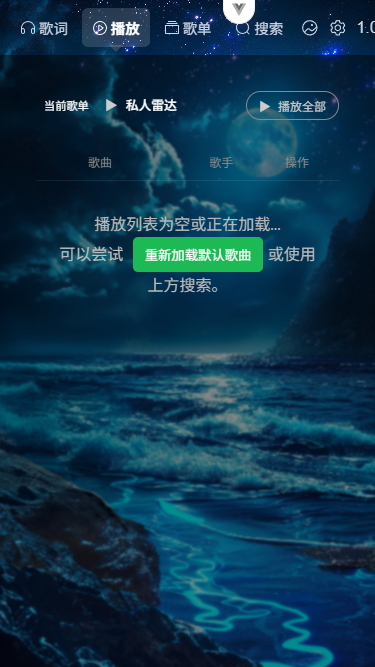 歌词 播放 歌单 搜索 1.0
当前歌单 私人雷达 播放全部
歌曲 歌手 操作
播放列表为空或正在加载...
可以尝试 重新加载默认歌曲 或使用
上方搜索。